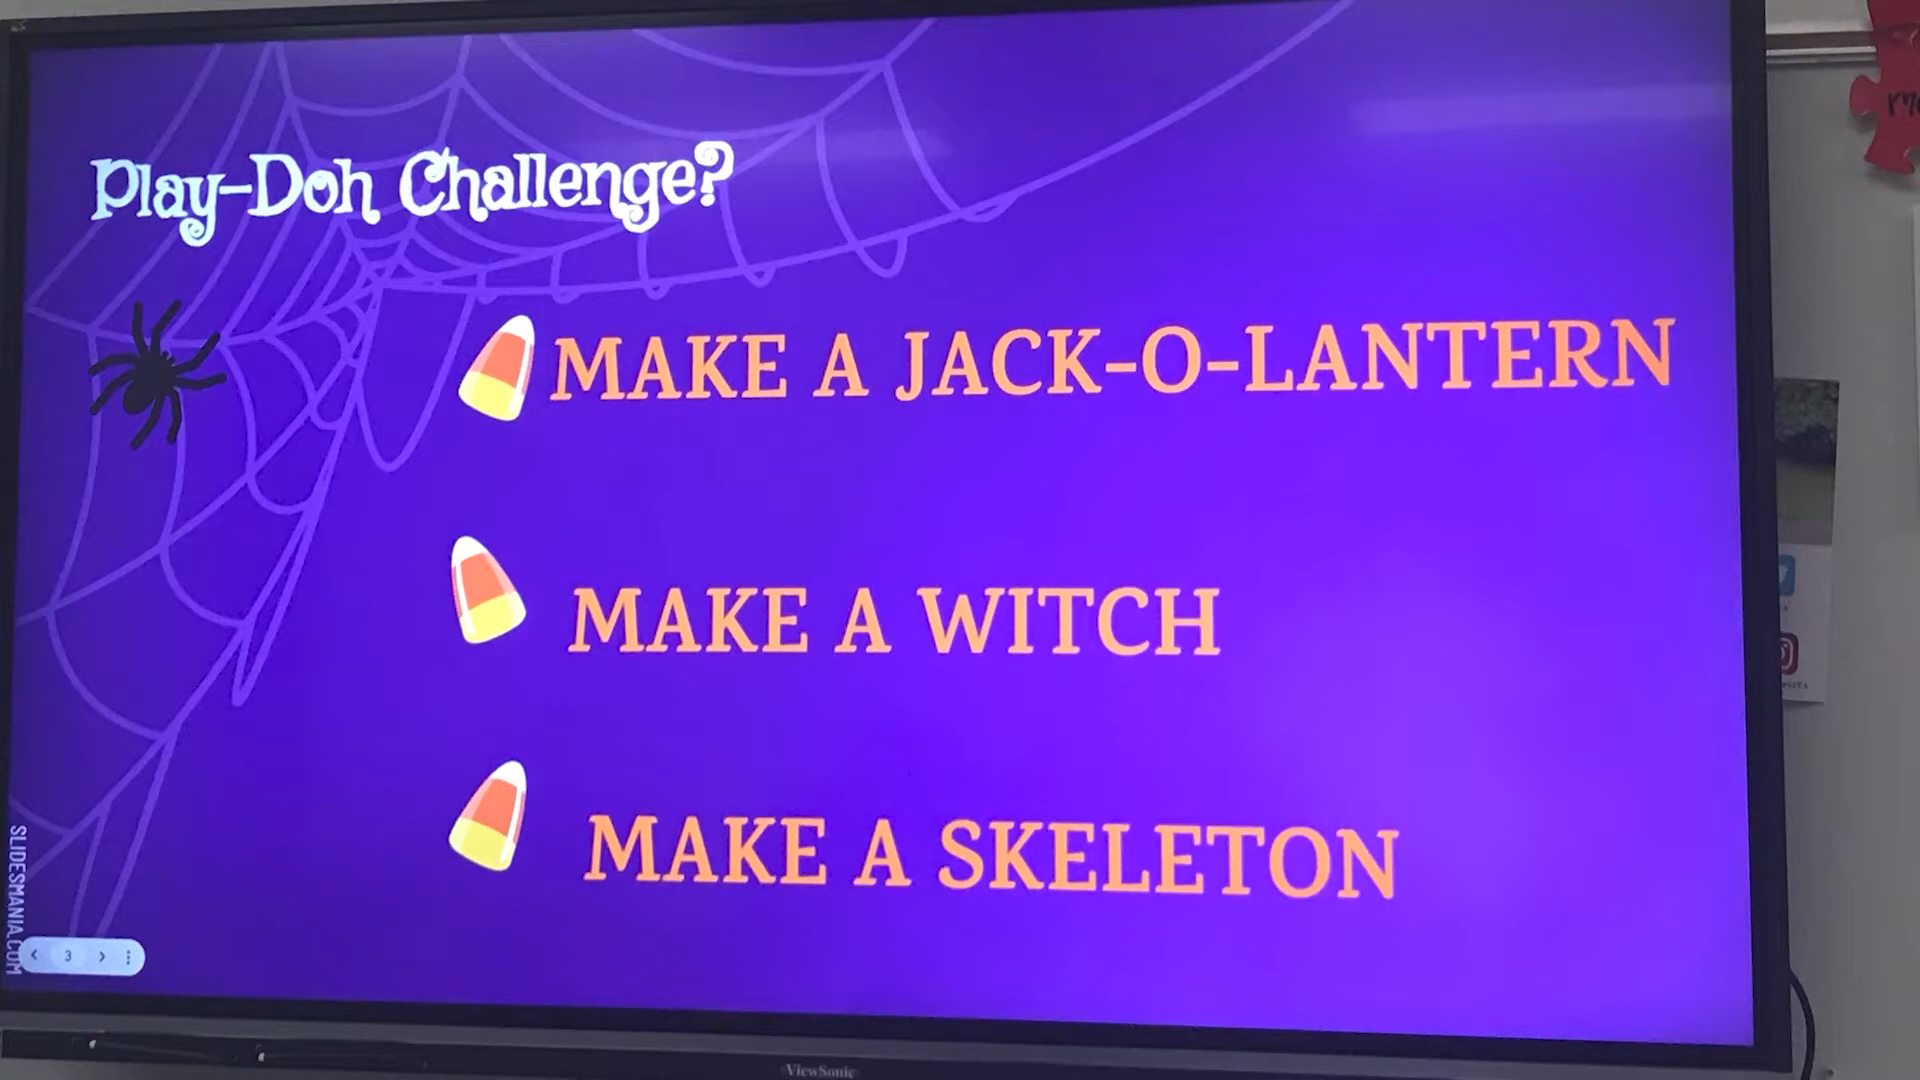 Play-Doh Challenge?
MAKE A JACK-O-LANTERN
MAKE A WITCH
MAKE A SKELETON
SLIDESMANIA.COM
3
ViewSonic